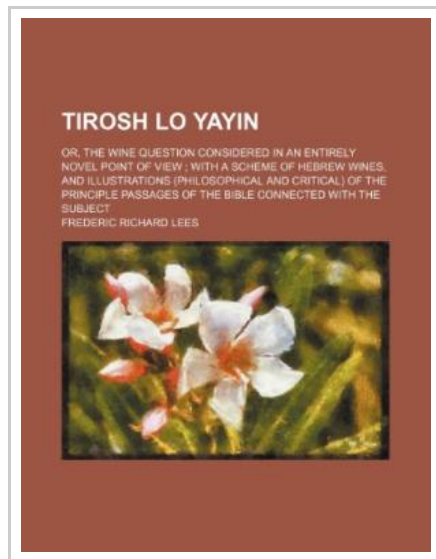 TIROSH LO YAYIN
OR, THE WINE QUESTION CONSIDERED IN AN ENTIRELY
NOVEL POINT OF VIEW ; WITH A SCHEME OF HEBREW WINES,
AND ILLUSTRATIONS (PHILOSOPHICAL AND CRITICAL) OF THE
PRINCIPLE PASSAGES OF THE BIBLE CONNECTED WITH THE
SUBJECT
FREDERIC RICHARD LEES